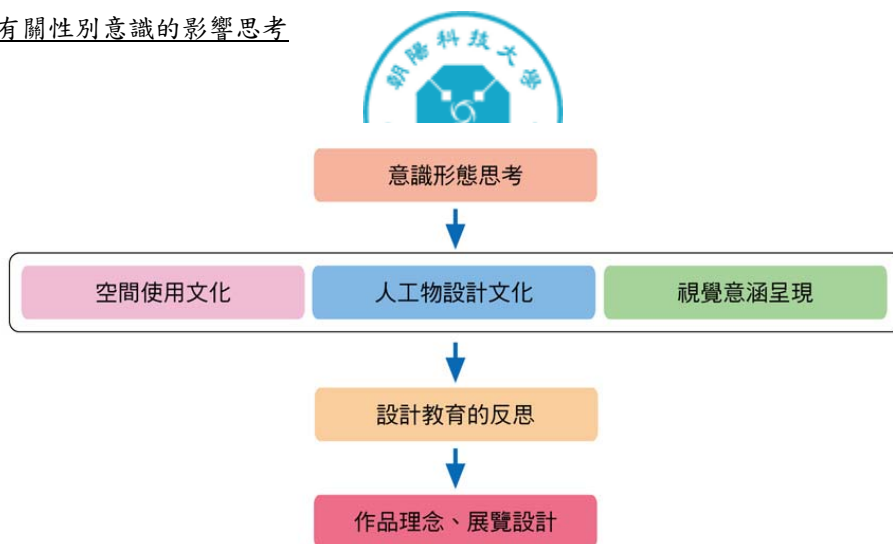 有關性別意識的影響思考
朝陽科技大學
意識形態思考
空間使用文化 人工物設計文化 視覺意涵呈現
設計教育的反思
作品理念、展覽設計